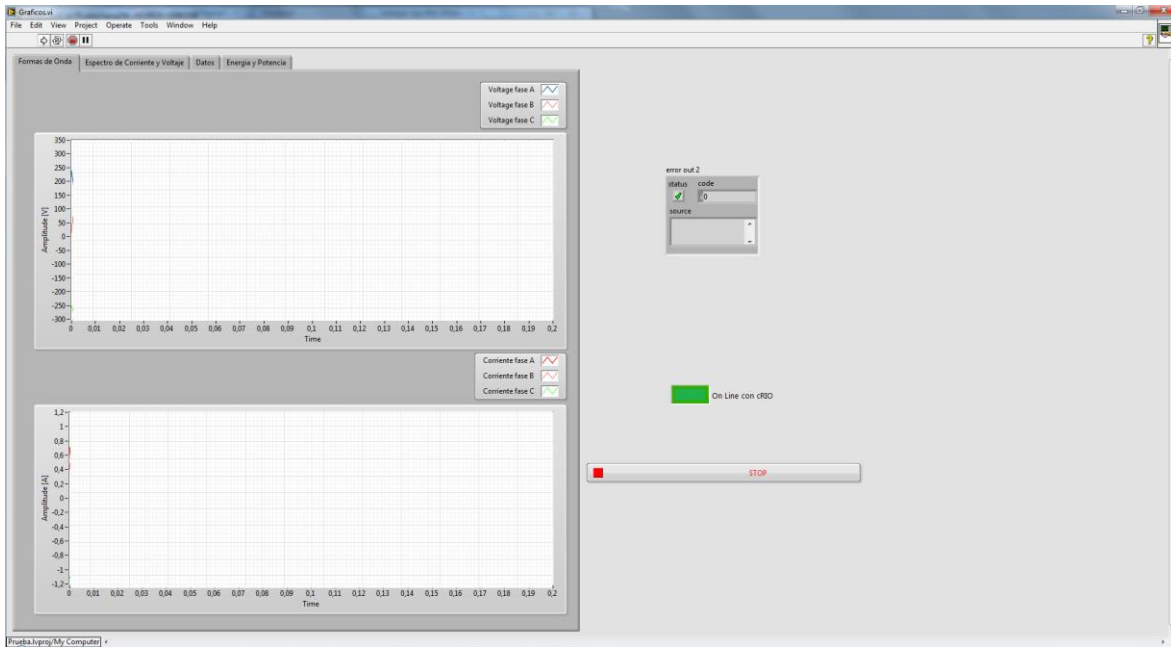 Graficos.vi
File Edit View Project Operate Tools Window Help
Formas de Onda Espectro de Corriente y Voltaje Datos Energia y Potencia
Voltage fase A
Voltage fase B
Voltage fase C
350
300
250
200
150
100
50
0
-50
-100
-150
-200
-250
-300
Amplitude [V]
0 0,01 0,02 0,03 0,04 0,05 0,06 0,07 0,08 0,09 0,1 0,11 0,12 0,13 0,14 0,15 0,16 0,17 0,18 0,19 0,2
Time
Corriente fase A
Corriente fase B
Corriente fase C
1,2
1
0,8
0,6
0,4
0,2
0
-0,2
-0,4
-0,6
-0,8
-1
-1,2
Amplitude [A]
0 0,01 0,02 0,03 0,04 0,05 0,06 0,07 0,08 0,09 0,1 0,11 0,12 0,13 0,14 0,15 0,16 0,17 0,18 0,19 0,2
Time
error out 2
status code
0
source
On Line con cRIO
STOP
Prueba.lvproj/My Computer